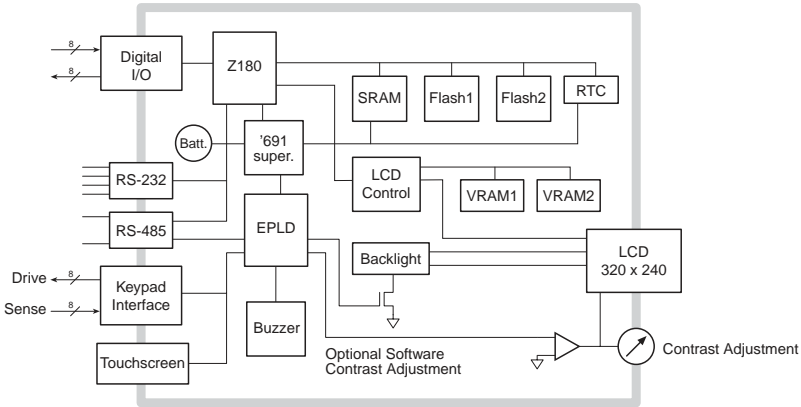 8
8
Digital
I/O
Z180
SRAM
Flash1
Flash2
RTC
Batt.
'691
super.
RS-232
LCD
Control
VRAM1
VRAM2
RS-485
EPLD
Backlight
LCD
320 x 240
Drive
8
Sense
8
Keypad
Interface
Buzzer
Touchscreen
Optional Software
Contrast Adjustment
Contrast Adjustment